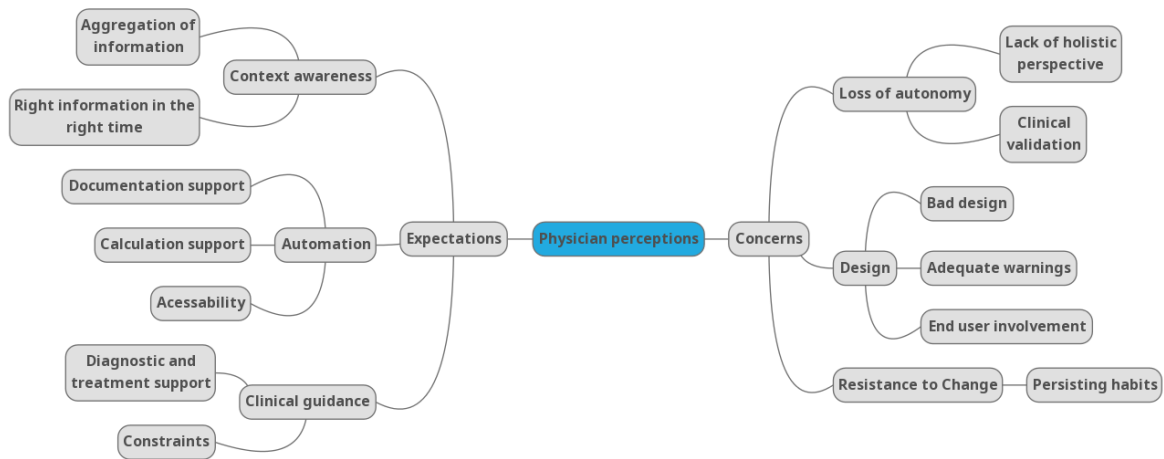 Aggregation of
information
Context awareness
Right information in the
right time
Documentation support
Calculation support
Automation
Acessability
Diagnostic and
treatment support
Clinical guidance
Constraints
Expectations
Physician perceptions
Concerns
Loss of autonomy
Lack of holistic
perspective
Clinical
validation
Design
Bad design
Adequate warnings
End user involvement
Resistance to Change
Persisting habits